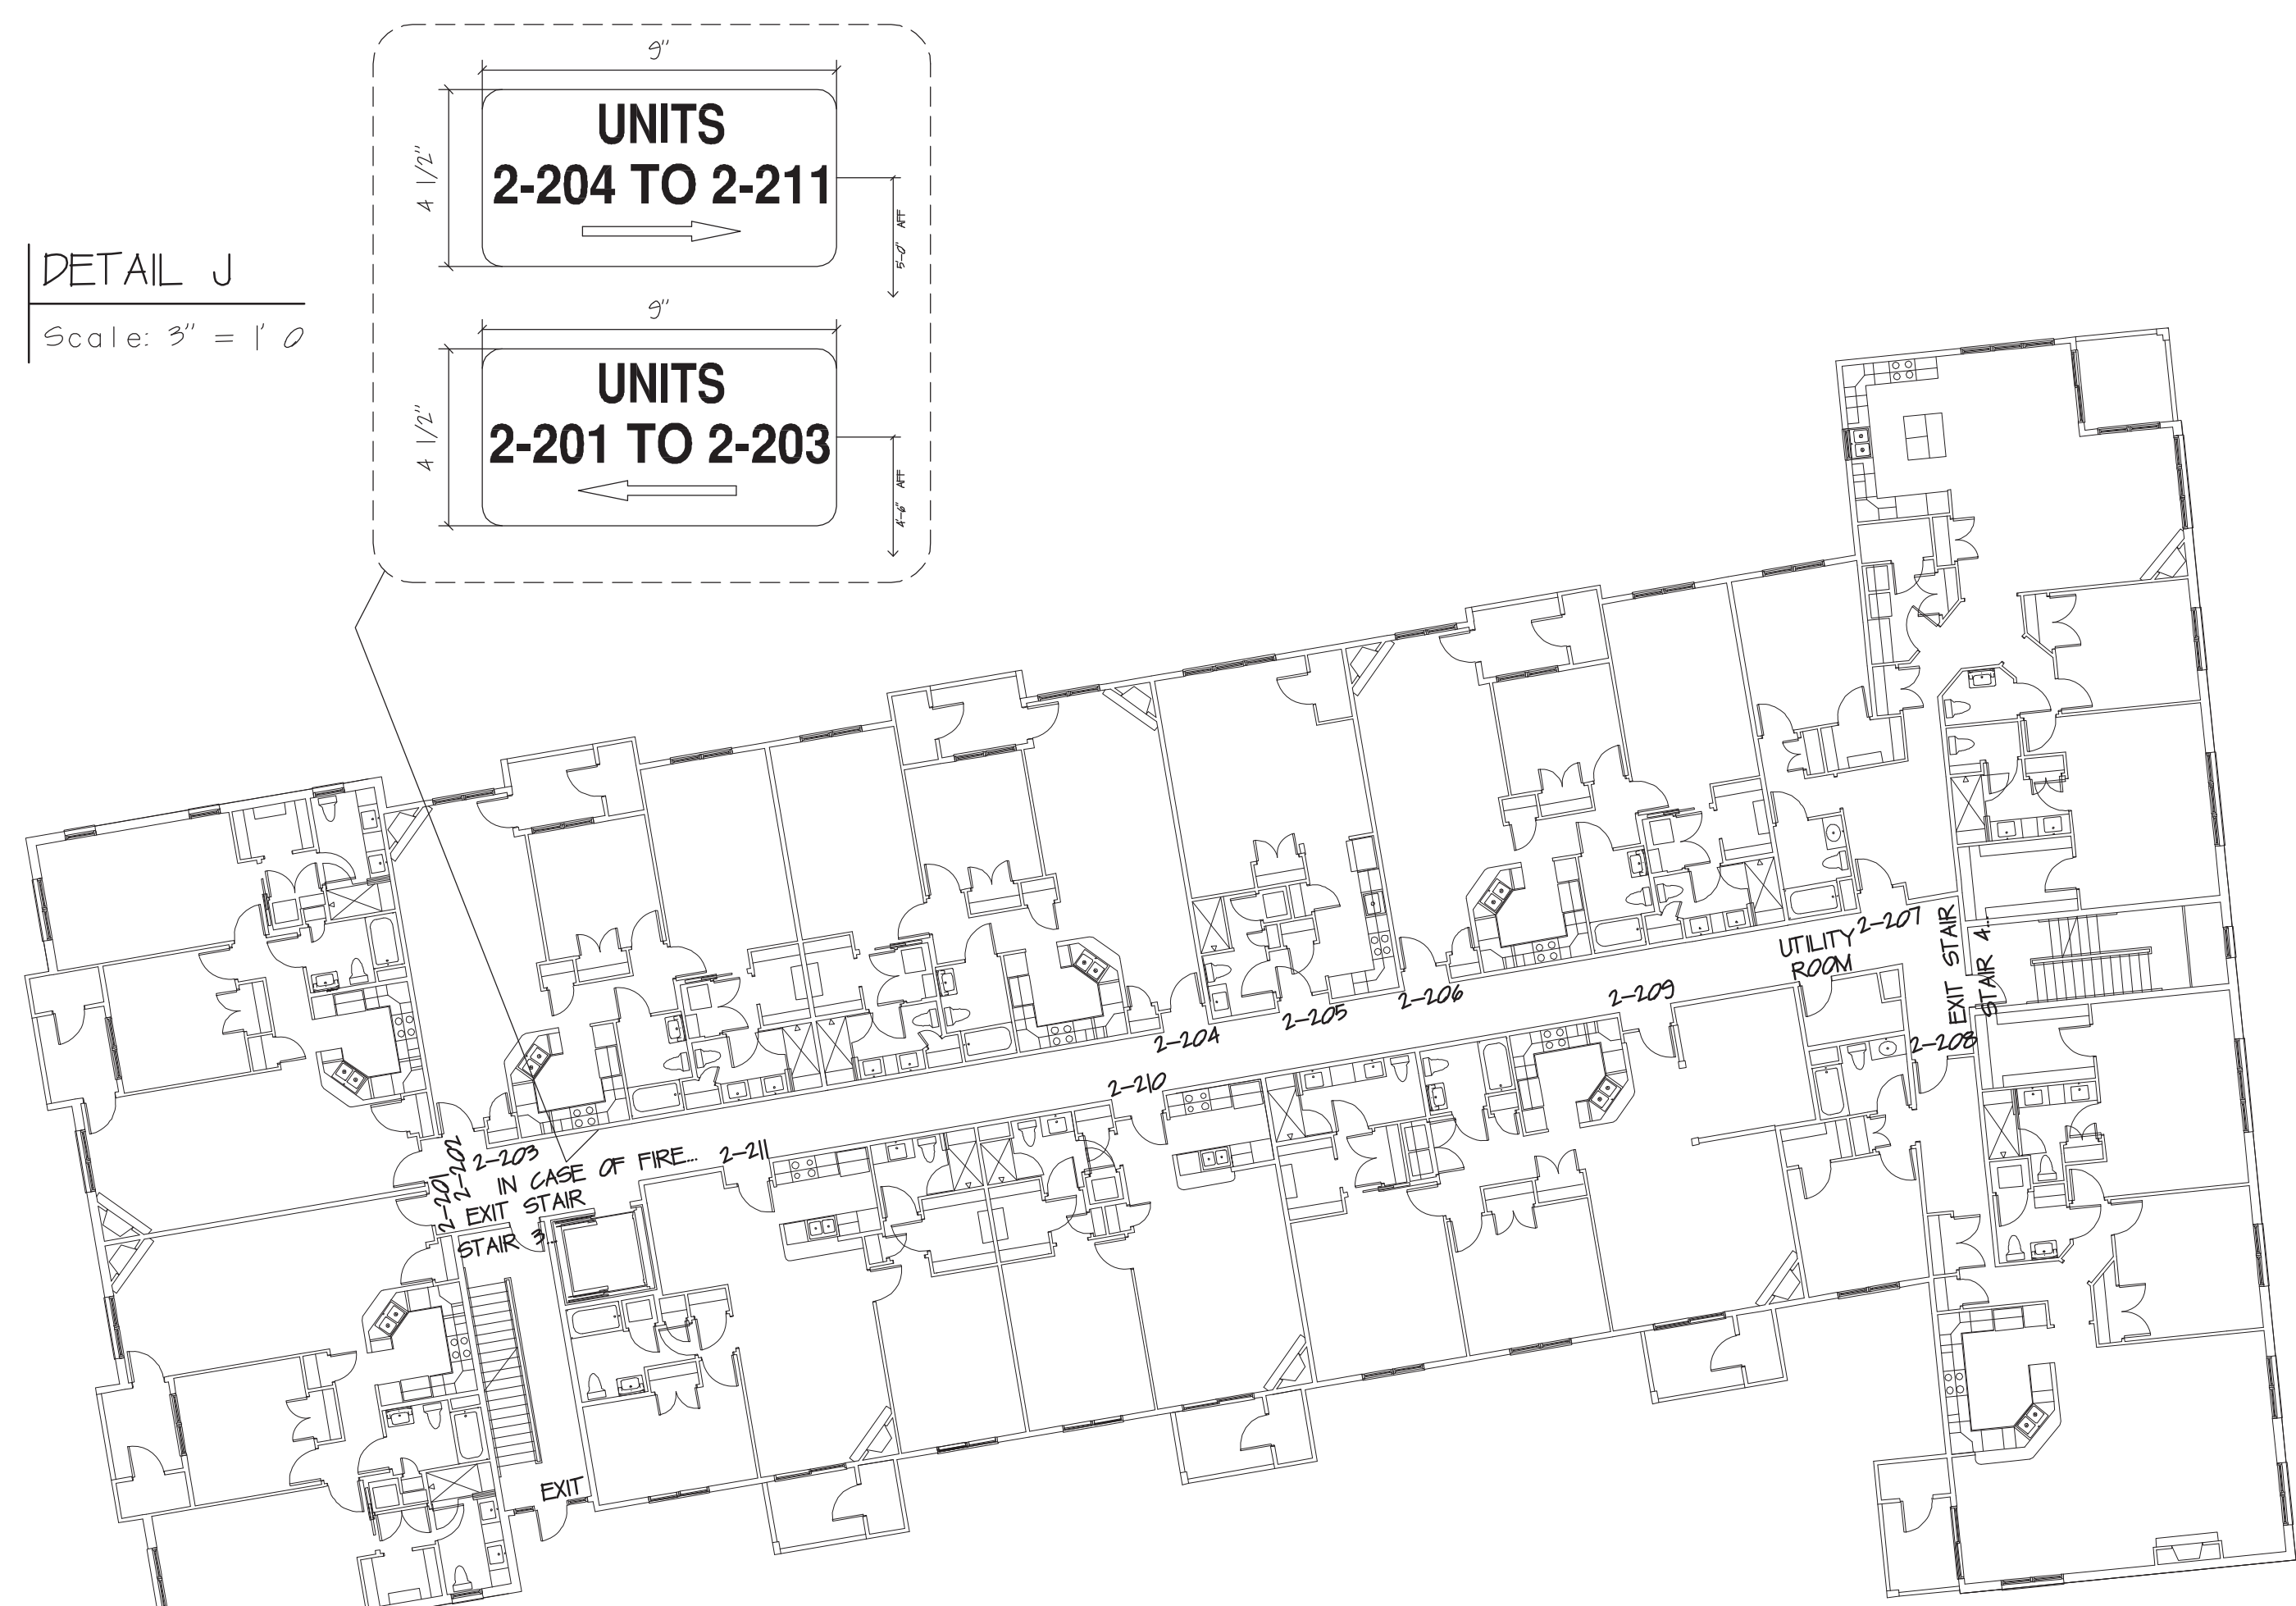 9"
4 1/2"
UNITS
2-204 TO 2-211
5'-0" AFF
DETAIL J
Scale: 3" = 1' 0
9"
4 1/2"
UNITS
2-201 TO 2-203
4'-6" AFF
2-207
UTILITY
ROOM
EXIT STAIR
STAIR 4...
2-206
2-209
2-205
2-204
2-208
2-210
2-211
2-203
2-202
2-201
IN CASE OF FIRE...
EXIT STAIR
STAIR 3...
EXIT